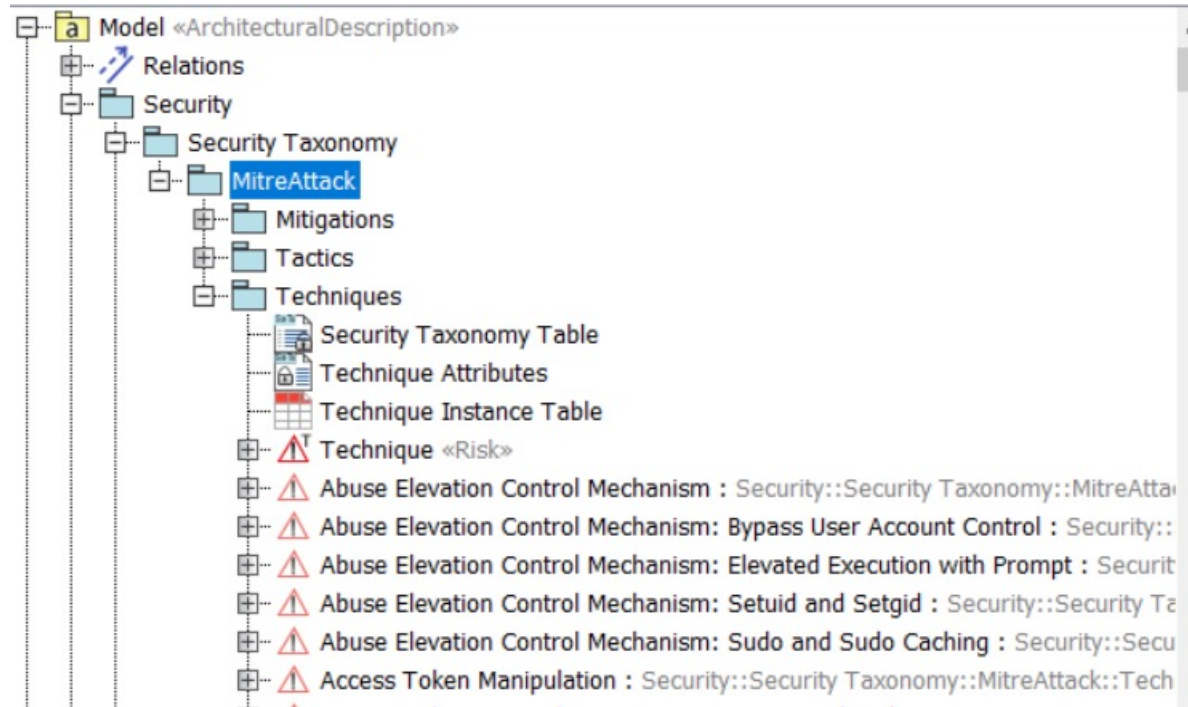 a Model «ArchitecturalDescription»
Relations
Security
Security Taxonomy
MitreAttack
Mitigations
Tactics
Techniques
Security Taxonomy Table
Technique Attributes
Technique Instance Table
T Technique «Risk»
Abuse Elevation Control Mechanism : Security::Security Taxonomy::MitreAtta
Abuse Elevation Control Mechanism: Bypass User Account Control : Security::
Abuse Elevation Control Mechanism: Elevated Execution with Prompt : Securit
Abuse Elevation Control Mechanism: Setuid and Setgid : Security::Security Ta
Abuse Elevation Control Mechanism: Sudo and Sudo Caching : Security::Secu
Access Token Manipulation : Security::Security Taxonomy::MitreAttack::Tech